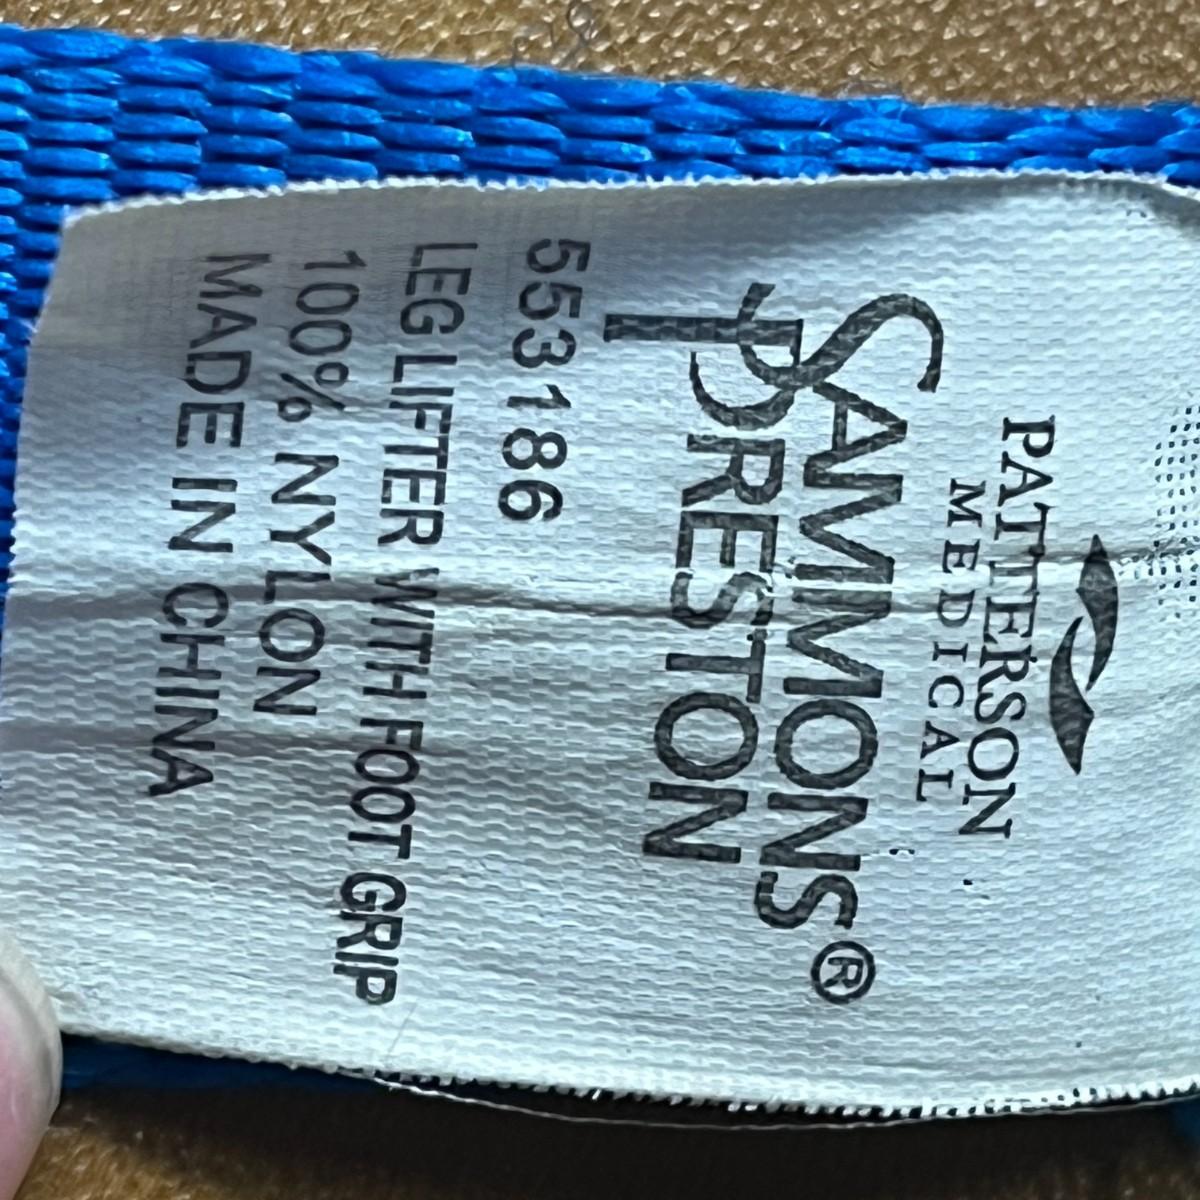 PATTERSON
MEDICAL
SAMMONS®
PRESTON
553186
LEG LIFTER WITH FOOT GRIP
100% NYLON
MADE IN CHINA